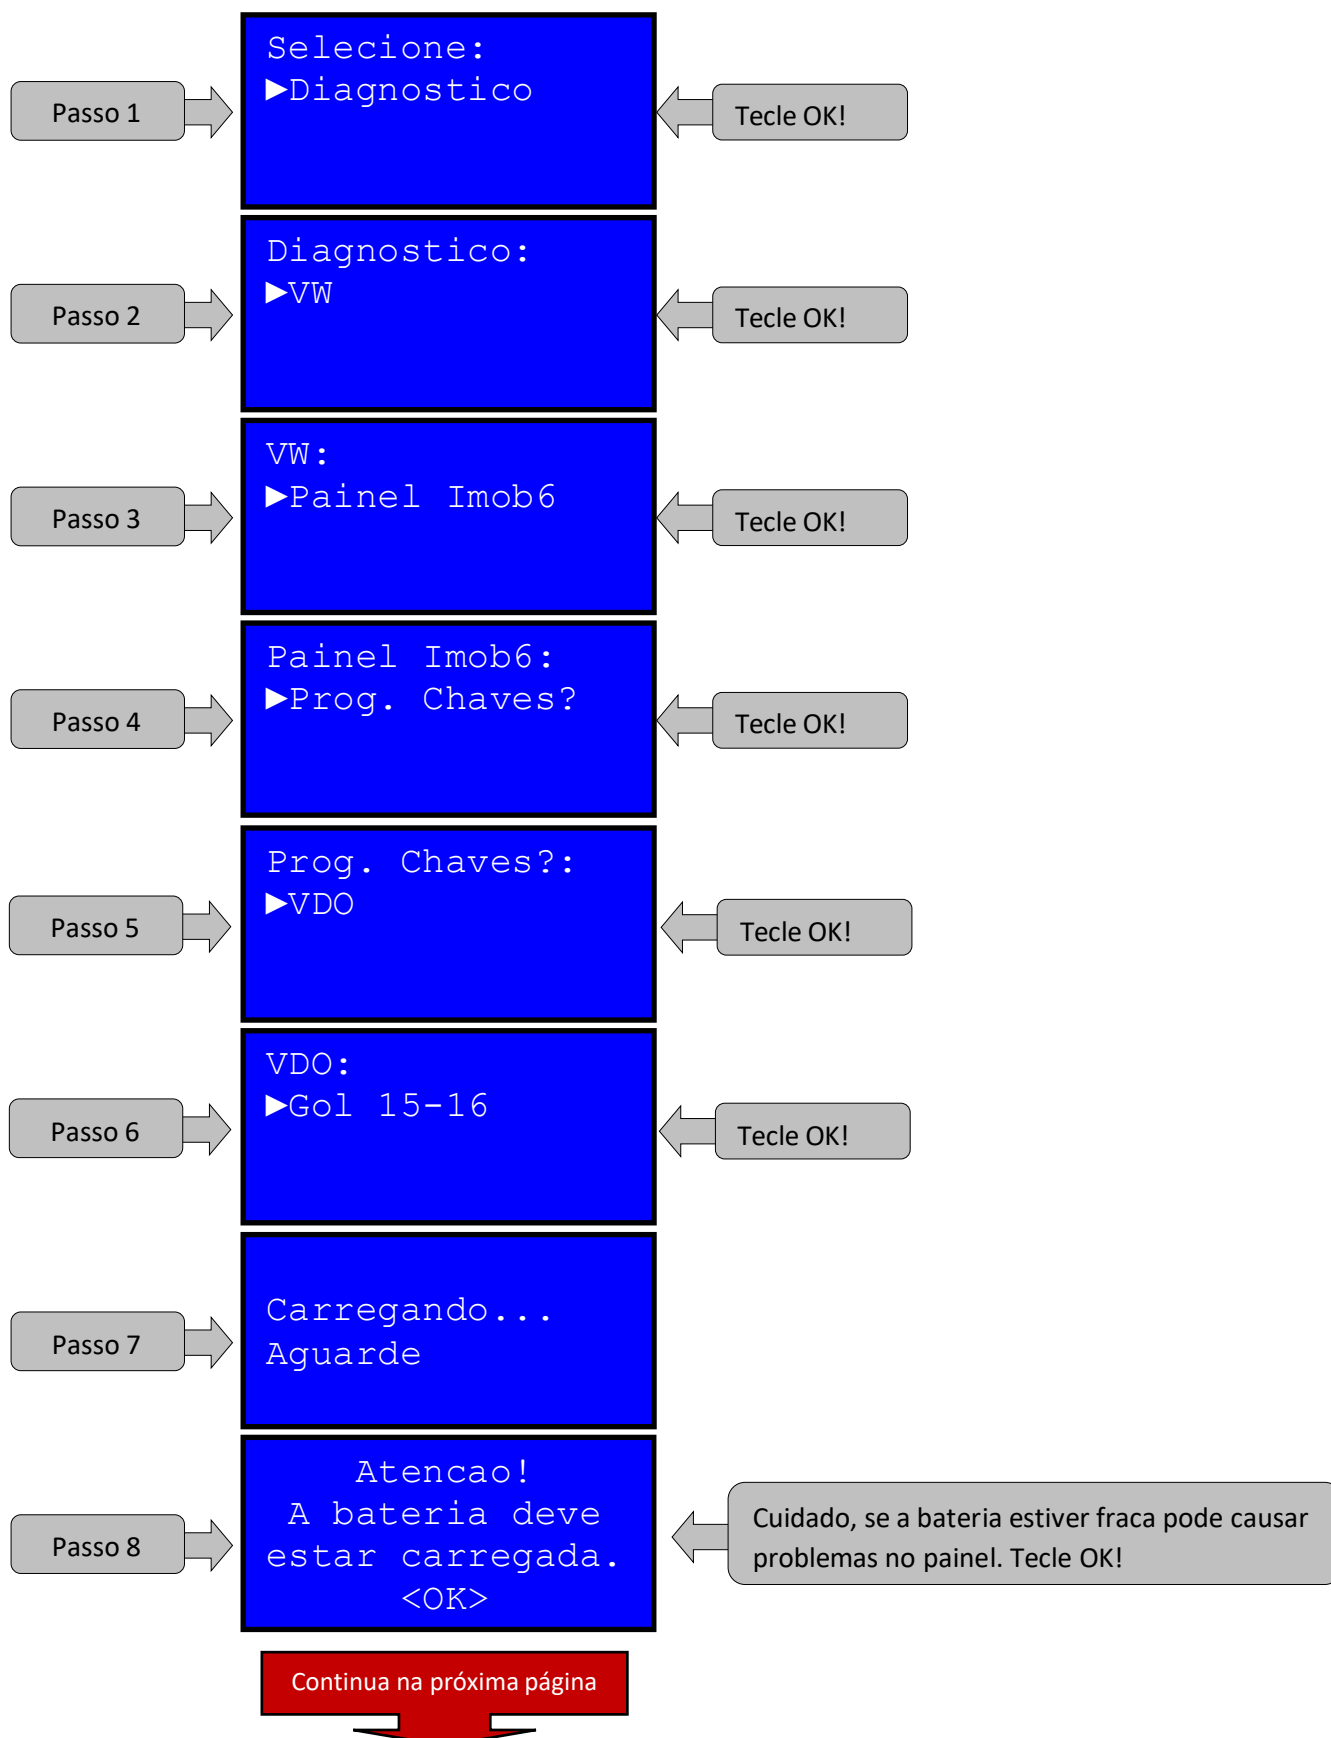 Passo 1
Selecione:
►Diagnostico
Tecle OK!
Passo 2
Diagnostico:
►VW
Tecle OK!
Passo 3
VW:
►Painel Imob6
Tecle OK!
Passo 4
Painel Imob6:
►Prog. Chaves?
Tecle OK!
Passo 5
Prog. Chaves?:
►VDO
Tecle OK!
Passo 6
VDO:
►Gol 15-16
Tecle OK!
Passo 7
Carregando...
Aguarde
Passo 8
Atencao!
A bateria deve
estar carregada.
<OK>
Cuidado, se a bateria estiver fraca pode causar
problemas no painel. Tecle OK!
Continua na próxima página